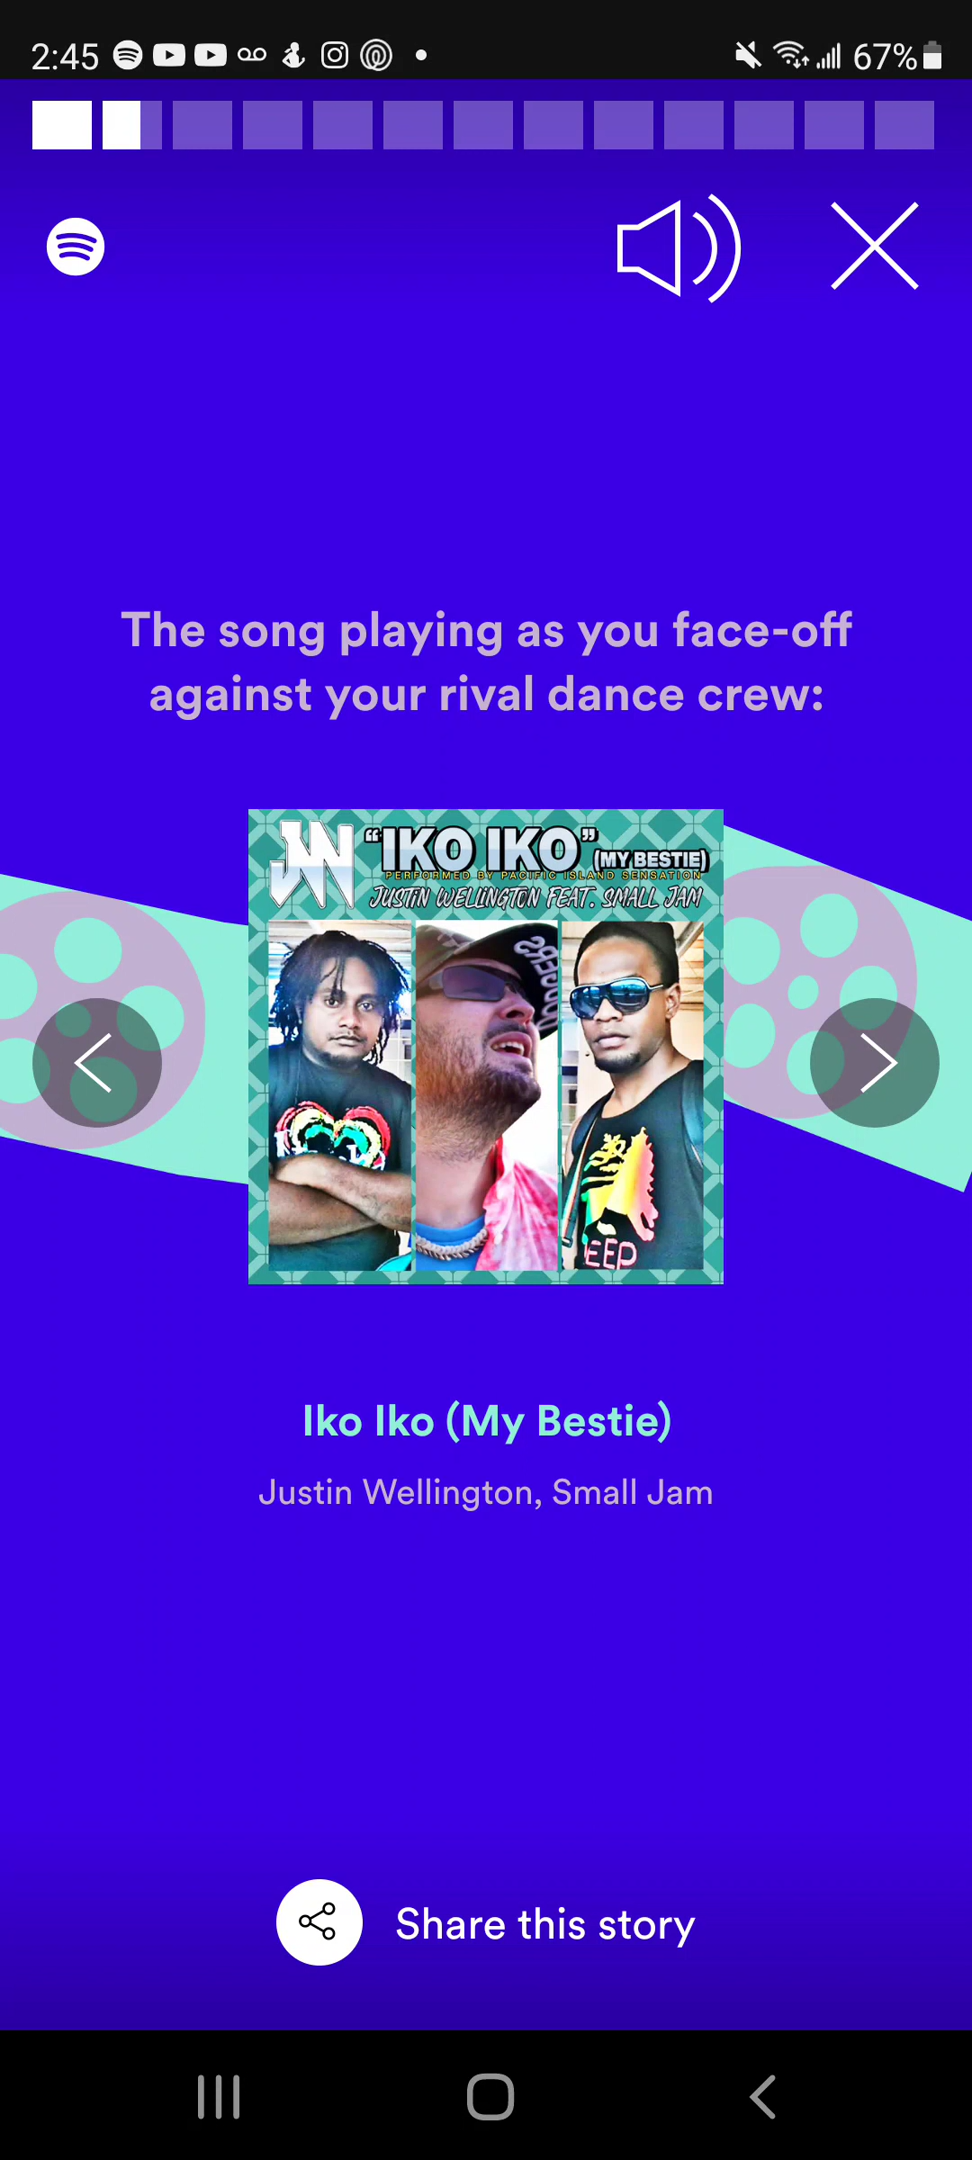 2:45
67%
The song playing as you face-off
against your rival dance crew:
JW
"IKO IKO" (MY BESTIE)
PERFORMED BY PACIFIC ISLAND SENSATION
JUSTIN WELLINGTON FEAT. SMALL JAM
EEP
Iko Iko (My Bestie)
Justin Wellington, Small Jam
Share this story